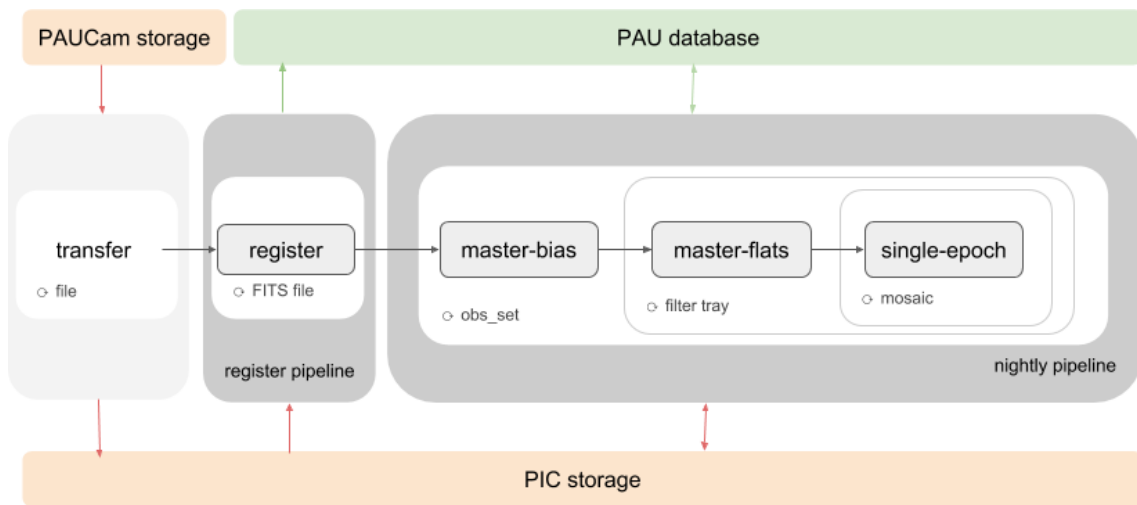 PAUCam storage
PAU database
transfer
register
master-bias
master-flats
single-epoch
file
FITS file
obs_set
filter tray
mosaic
register pipeline
nightly pipeline
PIC storage